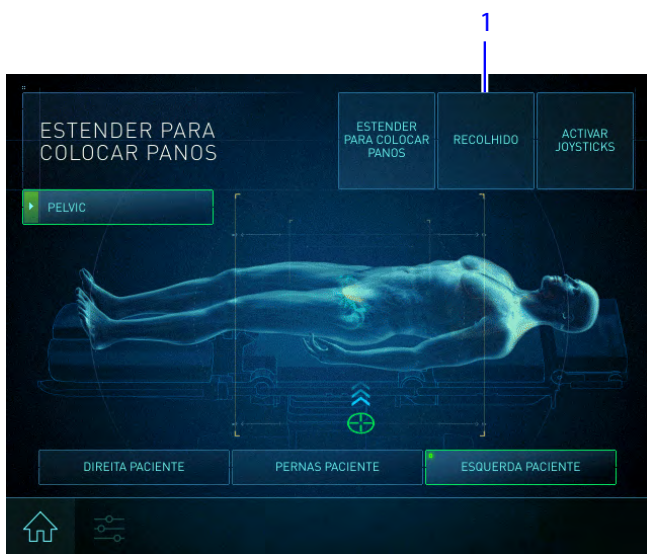 1
ESTENDER PARA
COLOCAR PANOS
ESTENDER
PARA COLOCAR
PANOS
RECOLHIDO
ACTIVAR
JOYSTICKS
PELVIC
DIREITA PACIENTE
PERNAS PACIENTE
ESQUERDA PACIENTE